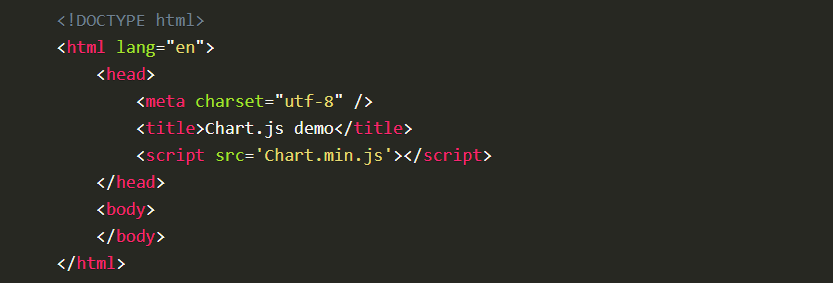 <!DOCTYPE html>
<html lang="en">
    <head>
        <meta charset="utf-8" />
        <title>Chart.js demo</title>
        <script src='Chart.min.js'></script>
    </head>
    <body>
    </body>
</html>